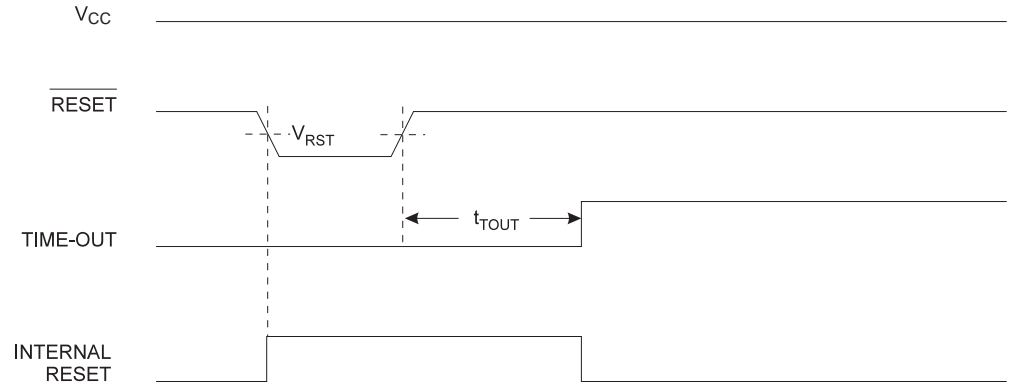 VCC
RESET
VRST
tTOUT
TIME-OUT
INTERNAL
RESET